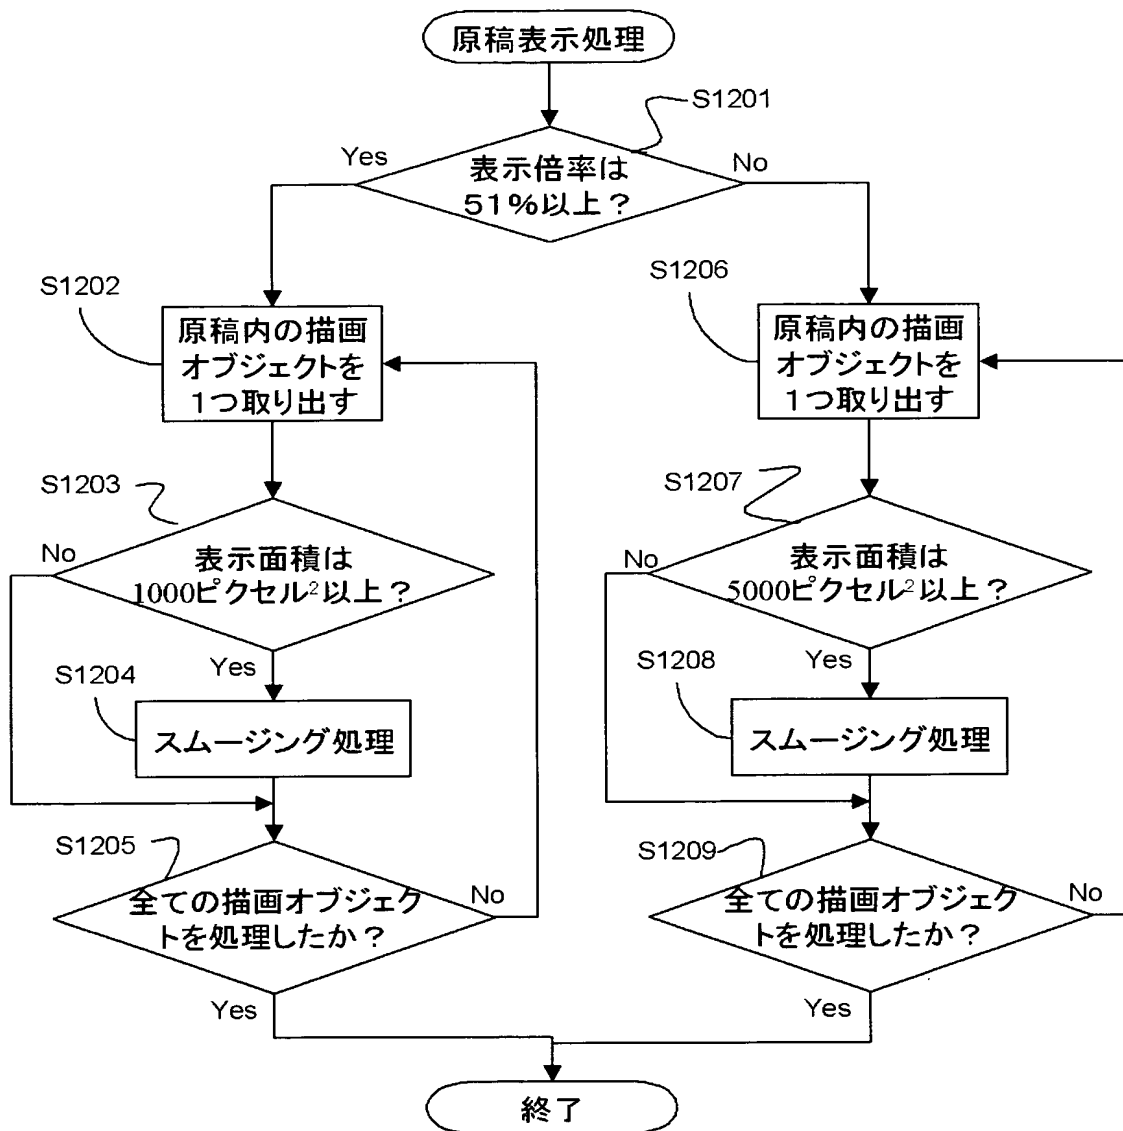 原稿表示処理
S1201
Yes
表示倍率は
51%以上?
No
S1202
原稿内の描画
オブジェクトを
1つ取り出す
S1203
No
表示面積は
1000ピクセル²以上?
Yes
S1204
スムージング処理
S1205
全ての描画オブジェク
トを処理したか?
No
Yes
S1206
原稿内の描画
オブジェクトを
1つ取り出す
S1207
No
表示面積は
5000ピクセル²以上?
Yes
S1208
スムージング処理
S1209
全ての描画オブジェク
トを処理したか?
No
Yes
終了